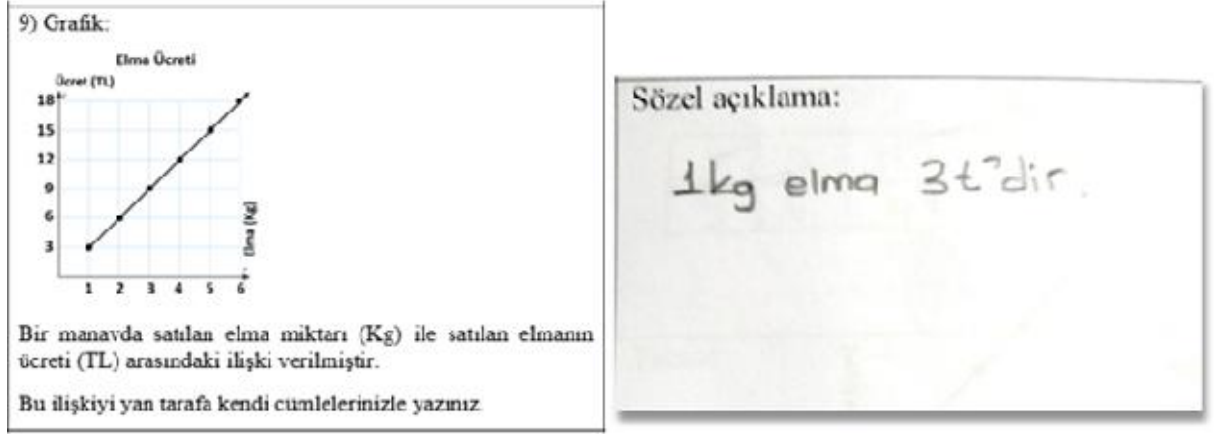 9) Grafik:
Elma Ücreti
Ücret (TL)
18
15
12
9
6
3
Elma (Kg)
1 2 3 4 5 6
Bir manavda satılan elma miktarı (Kg) ile satılan elmanın
ücreti (TL) arasındaki ilişki verilmiştir.
Bu ilişkiyi yan tarafa kendi cümlelerinizle yazınız
Sözel açıklama:
1kg elma 3t'dir.